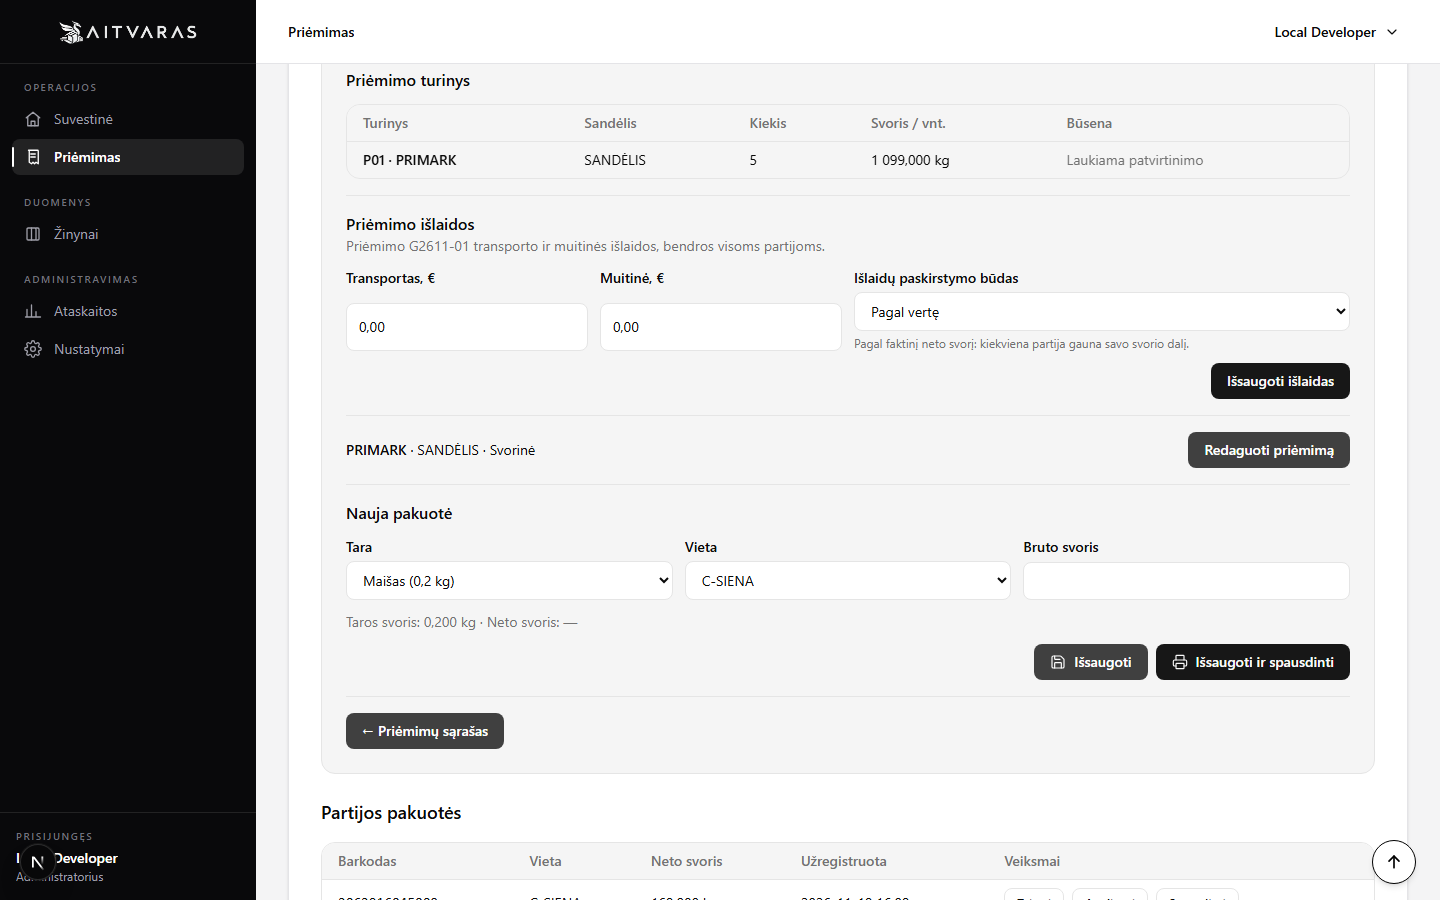 AITVARAS
Priėmimas
Local Developer
OPERACIJOS
Suvestinė
Priėmimas
DUOMENYS
Žinynai
ADMINISTRAVIMAS
Ataskaitos
Nustatymai
PRISIJUNGĘS
Developer
N
Priėmimo turinys
Turinys Sandėlis Kiekis Svoris / vnt. Būsena
P01 · PRIMARK SANDĖLIS 5 1 099,000 kg Laukiama patvirtinimo
Priėmimo išlaidos
Priėmimo G2611-01 transporto ir muitinės išlaidos, bendros visoms partijoms.
Transportas, € Muitinė, € Išlaidų paskirstymo būdas
0,00 0,00 Pagal vertę
Pagal faktinį neto svorį: kiekviena partija gauna savo svorio dalį.
Išsaugoti išlaidas
PRIMARK · SANDĖLIS · Svorinė Redaguoti priėmimą
Nauja pakuotė
Tara Vieta Bruto svoris
Maišas (0,2 kg) C-SIENA
Taros svoris: 0,200 kg · Neto svoris: —
Išsaugoti Išsaugoti ir spausdinti
← Priėmimų sąrašas
Partijos pakuotės
Barkodas Vieta Neto svoris Užregistruota Veiksmai